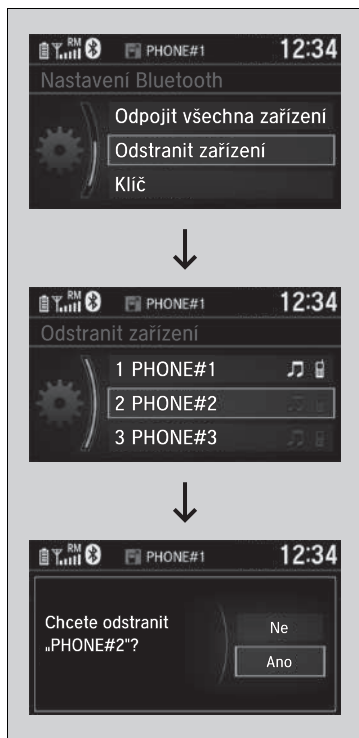 RM PHONE#1 12:34
Nastavení Bluetooth
Odpojit všechna zařízení
Odstranit zařízení
Klíč
RM PHONE#1 12:34
Odstranit zařízení
1 PHONE#1
2 PHONE#2
3 PHONE#3
RM PHONE#1 12:34
Chcete odstranit
„PHONE#2"?
Ne
Ano